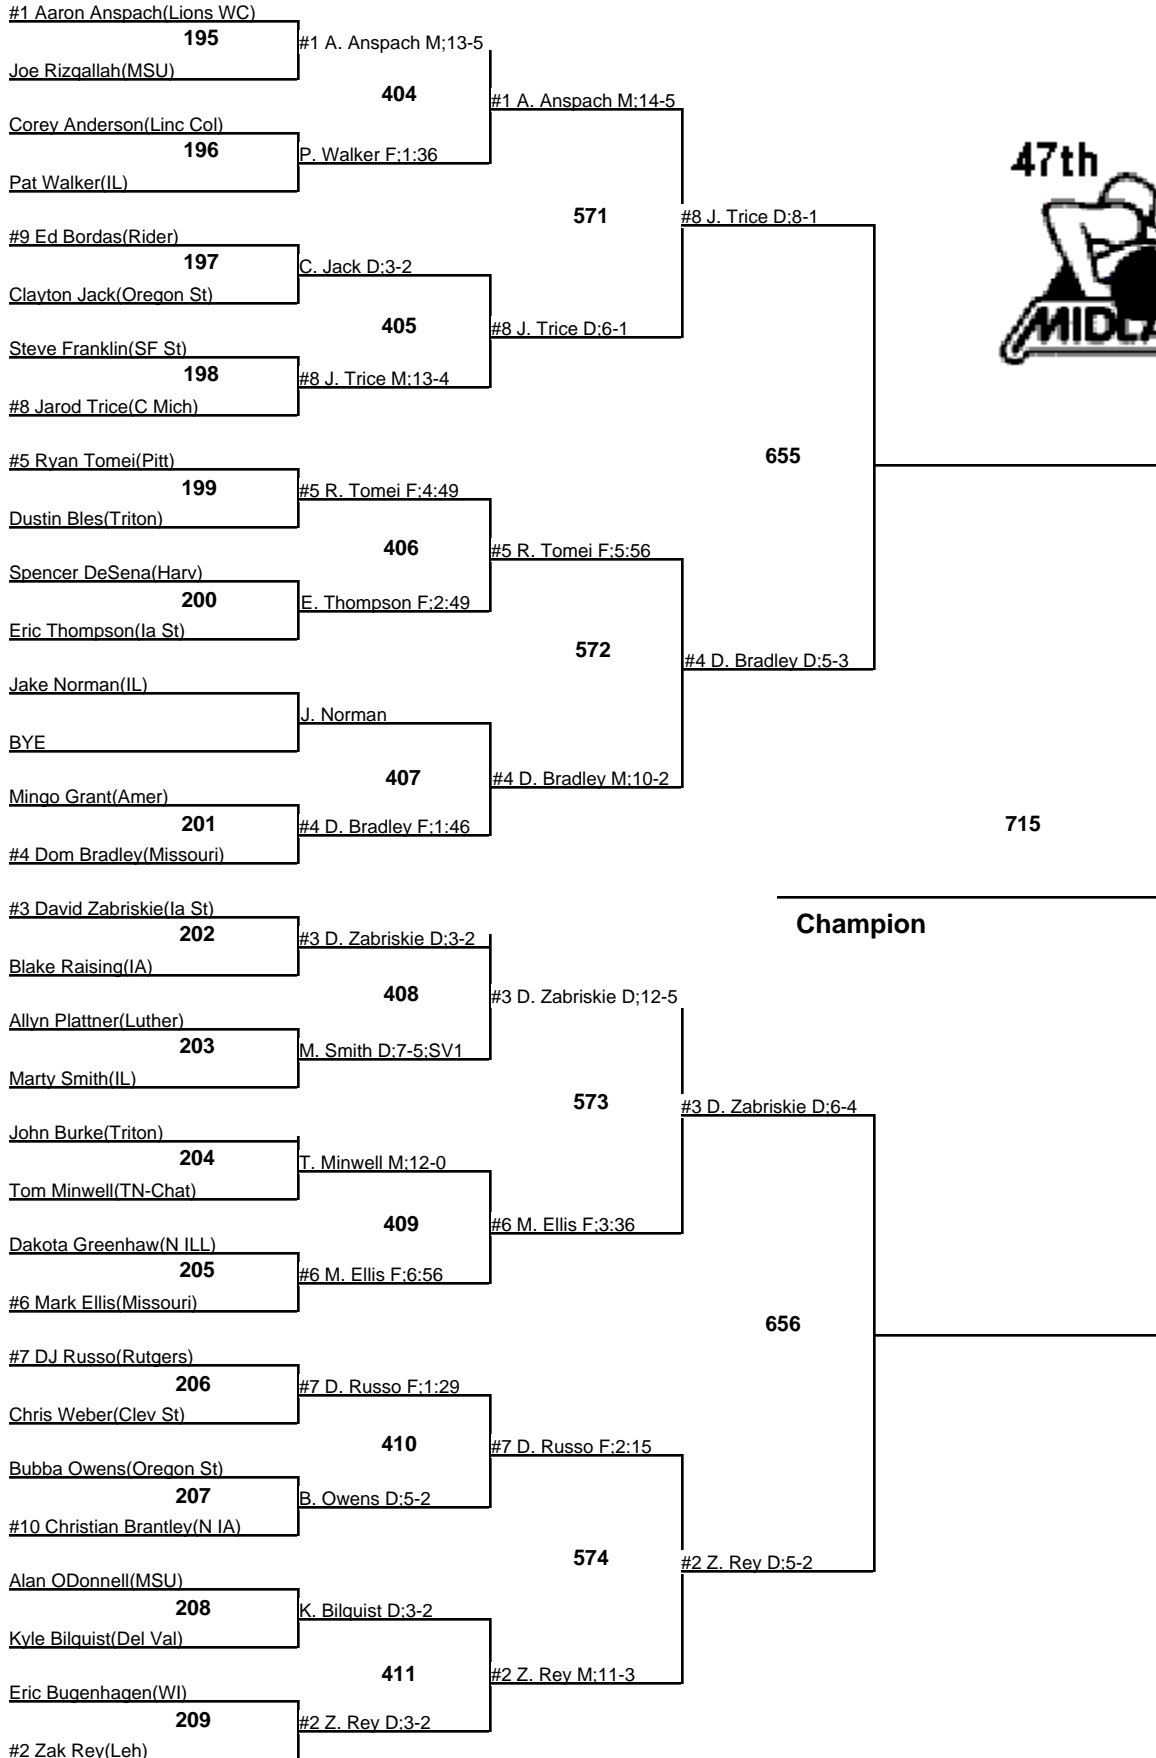 #1 Aaron Anspach(Lions WC)
195
#1 A. Anspach M;13-5
Joe Rizqallah(MSU)
404
#1 A. Anspach M;14-5
Corey Anderson(Linc Col)
196
P. Walker F;1:36
Pat Walker(IL)
47th
571
#8 J. Trice D;8-1
#9 Ed Bordas(Rider)
197
C. Jack D;3-2
Clayton Jack(Oregon St)
405
#8 J. Trice D;6-1
Steve Franklin(SF St)
198
#8 J. Trice M;13-4
#8 Jarod Trice(C Mich)
655
#5 Ryan Tomei(Pitt)
199
#5 R. Tomei F;4:49
Dustin Bles(Triton)
406
#5 R. Tomei F;5:56
Spencer DeSena(Harv)
200
E. Thompson F;2:49
Eric Thompson(Ia St)
572
#4 D. Bradley D;5-3
Jake Norman(IL)
J. Norman
BYE
407
#4 D. Bradley M;10-2
Mingo Grant(Amer)
201
#4 D. Bradley F;1:46
#4 Dom Bradley(Missouri)
715
#3 David Zabriskie(Ia St)
Champion
202
#3 D. Zabriskie D;3-2
Blake Raising(IA)
408
#3 D. Zabriskie D;12-5
Allyn Plattner(Luther)
203
M. Smith D;7-5;SV1
Marty Smith(IL)
573
#3 D. Zabriskie D;6-4
John Burke(Triton)
204
T. Minwell M;12-0
Tom Minwell(TN-Chat)
409
#6 M. Ellis F;3:36
Dakota Greenhaw(N ILL)
205
#6 M. Ellis F;6:56
#6 Mark Ellis(Missouri)
656
#7 DJ Russo(Rutgers)
206
#7 D. Russo F;1:29
Chris Weber(Clev St)
410
#7 D. Russo F;2:15
Bubba Owens(Oregon St)
207
B. Owens D;5-2
#10 Christian Brantley(N IA)
574
#2 Z. Rey D;5-2
Alan ODonnell(MSU)
208
K. Bilquist D;3-2
Kyle Bilquist(Del Val)
411
#2 Z. Rey M;11-3
Eric Bugenhagen(WI)
209
#2 Z. Rey D;3-2
#2 Zak Rey(Leh)